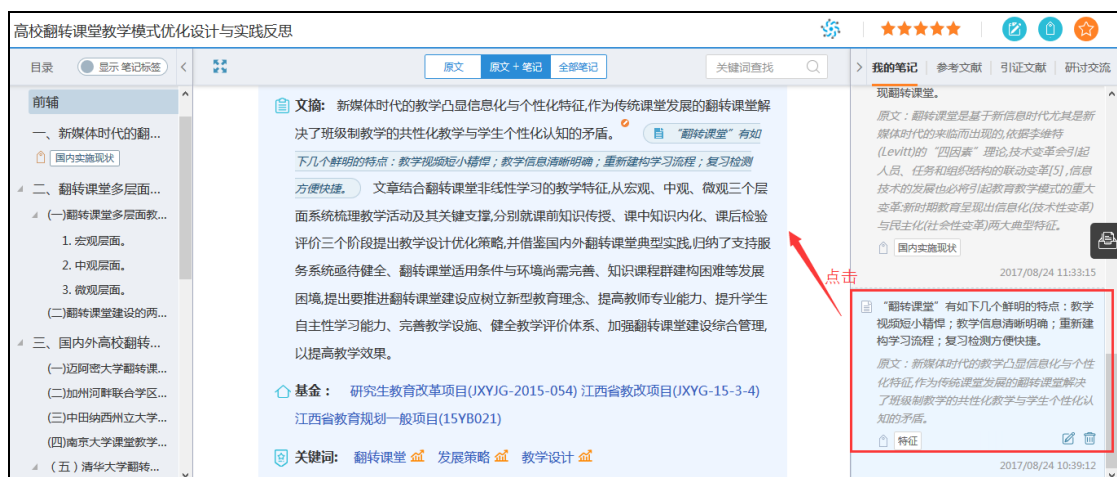 高校翻转课堂教学模式优化设计与实践反思
目录
显示 笔记标签
原文
原文 + 笔记
全部笔记
关键词查找
我的笔记
参考文献
引证文献
研讨交流
前辅
一、新媒体时代的翻...
国内实施现状
二、翻转课堂多层面...
(一)翻转课堂多层面教...
1. 宏观层面。
2. 中观层面。
3. 微观层面。
(二)翻转课堂建设的两...
三、国内外高校翻转...
(一)迈阿密大学翻转课...
(二)加州河畔联合学区...
(三)中田纳西州立大学...
(四)南京大学课堂教学...
(五) 清华大学翻转...
文摘: 新媒体时代的教学凸显信息化与个性化特征,作为传统课堂发展的翻转课堂解
决了班级制教学的共性化教学与学生个性化认知的矛盾。 “翻转课堂”有如
下几个鲜明的特点:教学视频短小精悍;教学信息清晰明确;重新建构学习流程;复习检测
方便快捷。 文章结合翻转课堂非线性学习的教学特征,从宏观、中观、微观三个层
面系统梳理教学活动及其关键支撑,分别就课前知识传授、课中知识内化、课后检验
评价三个阶段提出教学设计优化策略,并借鉴国内外翻转课堂典型实践,归纳了支持服
务系统亟待健全、翻转课堂适用条件与环境尚需完善、知识课程群建构困难等发展
困境,提出要推进翻转课堂建设应树立新型教育理念、提高教师专业能力、提升学生
自主性学习能力、完善教学设施、健全教学评价体系、加强翻转课堂建设综合管理,
以提高教学效果。
基金: 研究生教育改革项目(JXYJG-2015-054) 江西省教改项目(JXYG-15-3-4)
江西省教育规划一般项目(15YB021)
关键词: 翻转课堂 发展策略 教学设计
点击
现翻转课堂。
原文:翻转课堂是基于新信息时代尤其是新
媒体时代的来临而出现的,依据李维特
(Levitt)的“四因素”理论,技术变革会引起
人员、任务和组织结构的联动变革[5],信息
技术的发展也必将引起教育教学模式的重大
变革:新时期教育呈现出信息化(技术性变革)
与民主化(社会性变革)两大典型特征。
国内实施现状
2017/08/24 11:33:15
“翻转课堂”有如下几个鲜明的特点:教学
视频短小精悍;教学信息清晰明确;重新建
构学习流程;复习检测方便快捷。
原文:新媒体时代的教学凸显信息化与个性
化特征,作为传统课堂发展的翻转课堂解决
了班级制教学的共性化教学与学生个性化认
知的矛盾。
特征
2017/08/24 10:39:12